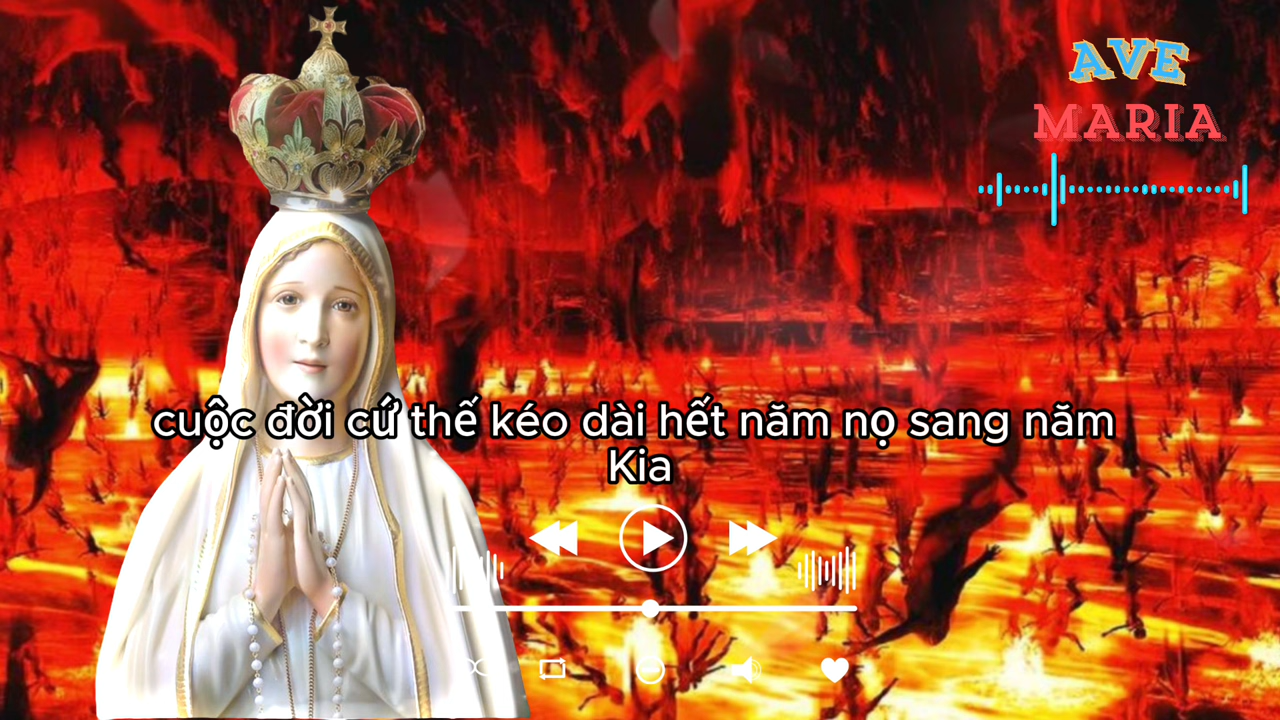 AVE
MARIA
cuộc đời cứ thế kéo dài hết năm nọ sang năm
Kia